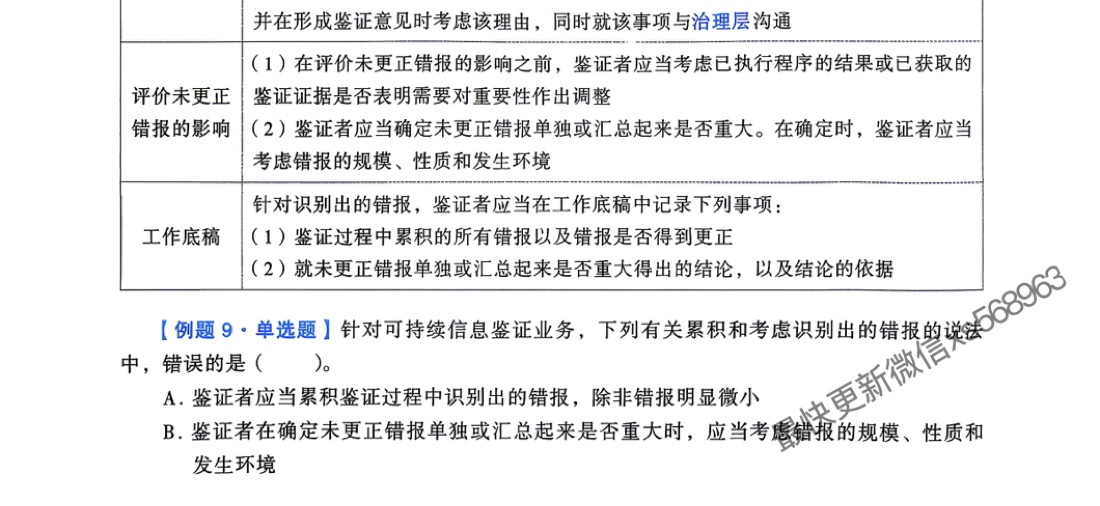 并在形成鉴证意见时考虑该理由，同时就该事项与治理层沟通
（1）在评价未更正错报的影响之前，鉴证者应当考虑已执行程序的结果或已获取的
评价未更正
鉴证证据是否表明需要对重要性作出调整
错报的影响
（2）鉴证者应当确定未更正错报单独或汇总起来是否重大。在确定时，鉴证者应当
考虑错报的规模、性质和发生环境
针对识别出的错报，鉴证者应当在工作底稿中记录下列事项：
工作底稿
（1）鉴证过程中累积的所有错报以及错报是否得到更正
（2）就未更正错报单独或汇总起来是否重大得出的结论，以及结论的依据
【例题 9·单选题】针对可持续信息鉴证业务，下列有关累积和考虑识别出的错报的说法
中，错误的是（　　）。
A. 鉴证者应当累积鉴证过程中识别出的错报，除非错报明显微小
B. 鉴证者在确定未更正错报单独或汇总起来是否重大时，应当考虑错报的规模、性质和
发生环境
最快更新微信:568963